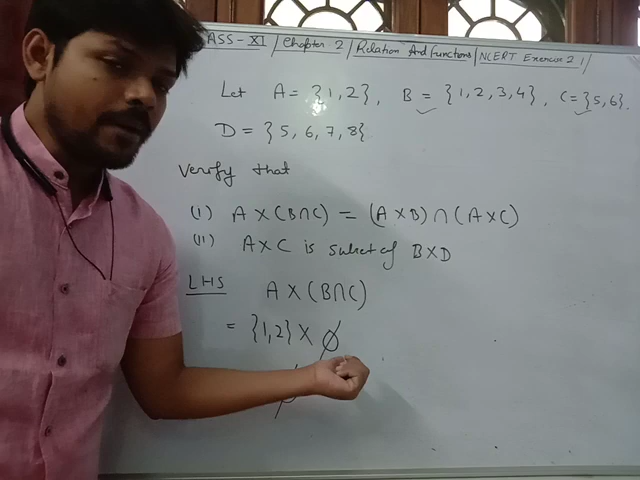 ASS-XI / Chapter 2 / Relation And functions / NCERT Exercise 2.1 /
Let A = {1,2}, B = {1,2,3,4}, C = {5,6}.
D = {5,6,7,8}
Verify that
(i) A×(B∩C) = (A×B)∩(A×C)
(ii) A×C is subset of B×D
LHS A×(B∩C)
= {1,2} × ∅